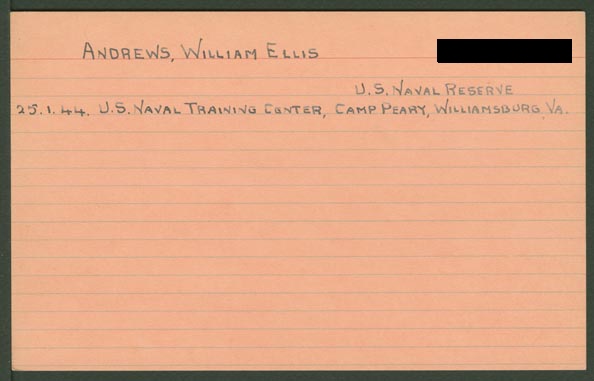 ANDREWS, WILLIAM ELLIS
U.S. NAVAL RESERVE
25.1.44. U.S. NAVAL TRAINING CENTER, CAMP PEARY, WILLIAMSBURG, VA.